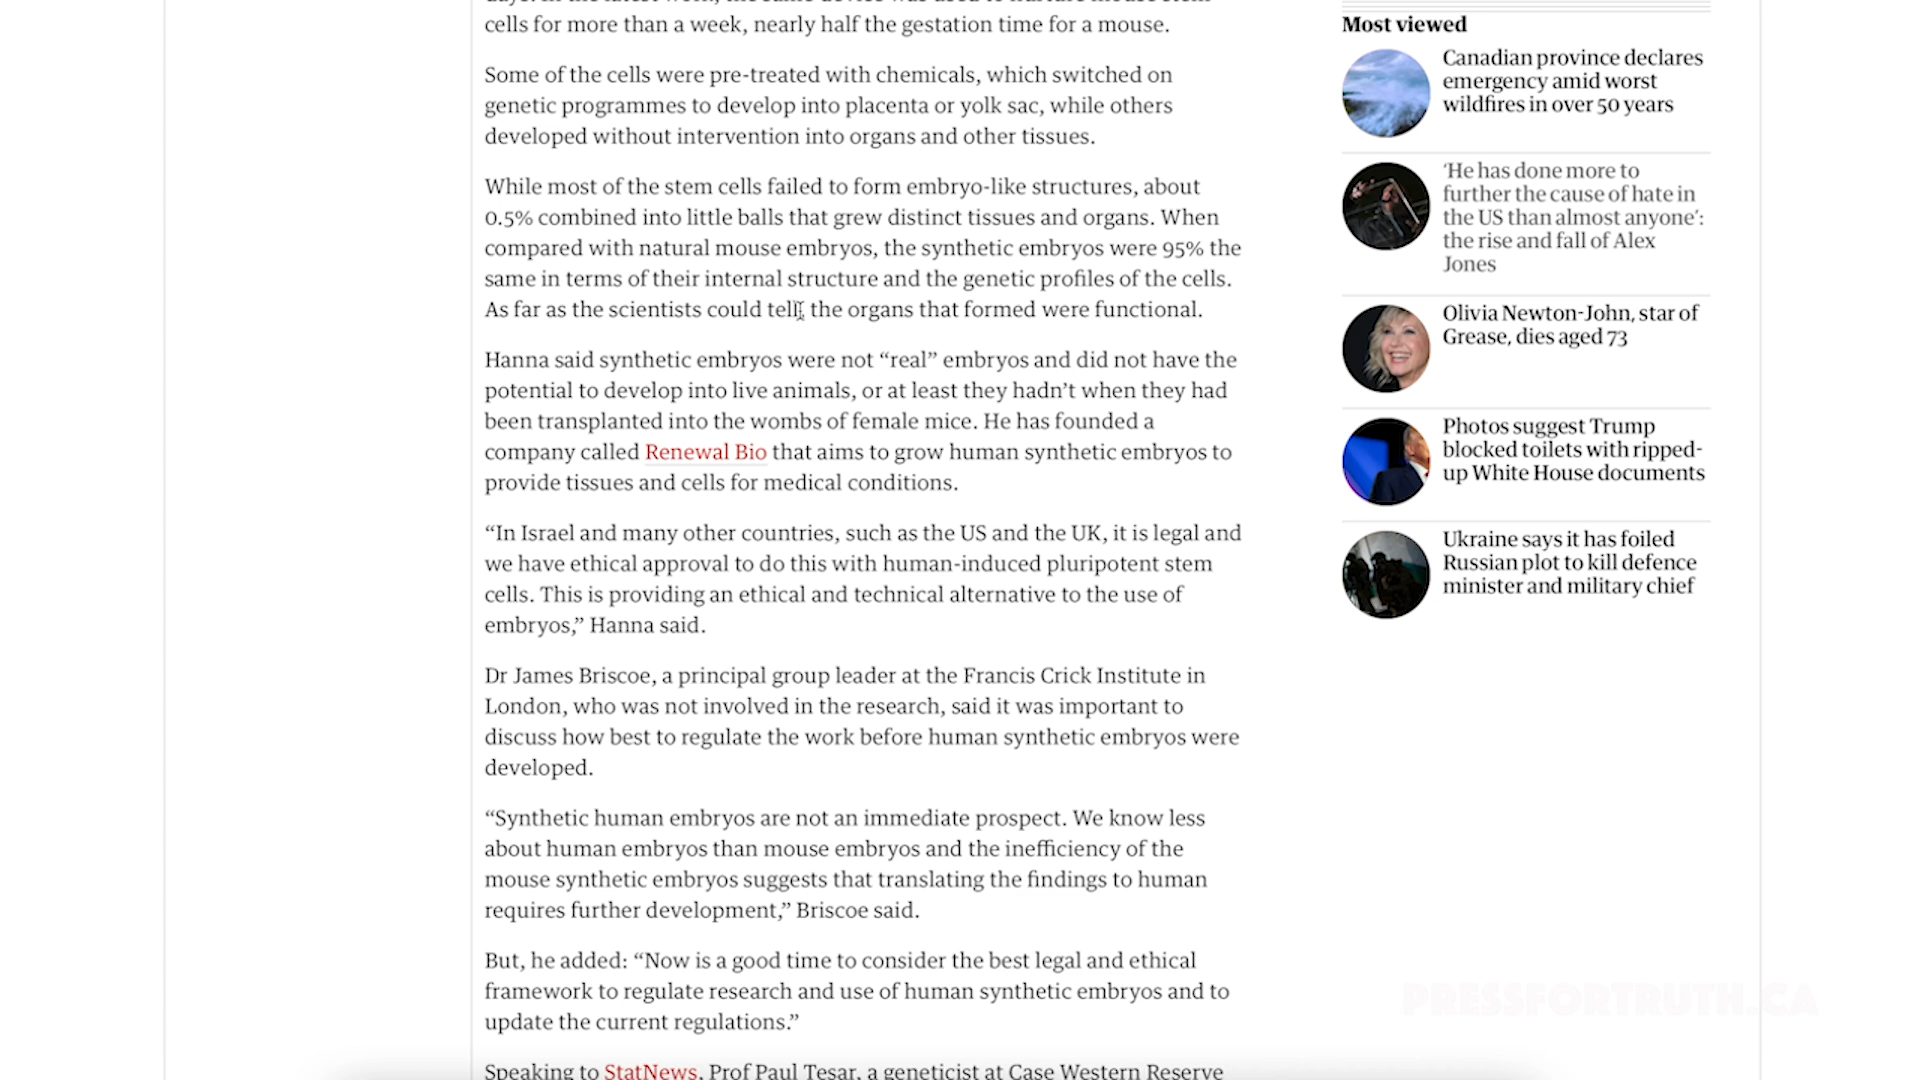 cells for more than a week, nearly half the gestation time for a mouse.
Some of the cells were pre-treated with chemicals, which switched on
genetic programmes to develop into placenta or yolk sac, while others
developed without intervention into organs and other tissues.
While most of the stem cells failed to form embryo-like structures, about
0.5% combined into little balls that grew distinct tissues and organs. When
compared with natural mouse embryos, the synthetic embryos were 95% the
same in terms of their internal structure and the genetic profiles of the cells.
As far as the scientists could tell, the organs that formed were functional.
Hanna said synthetic embryos were not “real” embryos and did not have the
potential to develop into live animals, or at least they hadn’t when they had
been transplanted into the wombs of female mice. He has founded a
company called Renewal Bio that aims to grow human synthetic embryos to
provide tissues and cells for medical conditions.
“In Israel and many other countries, such as the US and the UK, it is legal and
we have ethical approval to do this with human-induced pluripotent stem
cells. This is providing an ethical and technical alternative to the use of
embryos,” Hanna said.
Dr James Briscoe, a principal group leader at the Francis Crick Institute in
London, who was not involved in the research, said it was important to
discuss how best to regulate the work before human synthetic embryos were
developed.
“Synthetic human embryos are not an immediate prospect. We know less
about human embryos than mouse embryos and the inefficiency of the
mouse synthetic embryos suggests that translating the findings to human
requires further development,” Briscoe said.
But, he added: “Now is a good time to consider the best legal and ethical
framework to regulate research and use of human synthetic embryos and to
update the current regulations.”
Speaking to StatNews, Prof Paul Tesar, a geneticist at Case Western Reserve
Most viewed
Canadian province declares
emergency amid worst
wildfires in over 50 years
‘He has done more to
further the cause of hate in
the US than almost anyone’:
the rise and fall of Alex
Jones
Olivia Newton-John, star of
Grease, dies aged 73
Photos suggest Trump
blocked toilets with ripped-
up White House documents
Ukraine says it has foiled
Russian plot to kill defence
minister and military chief
PRESSFORTRUTH.CA